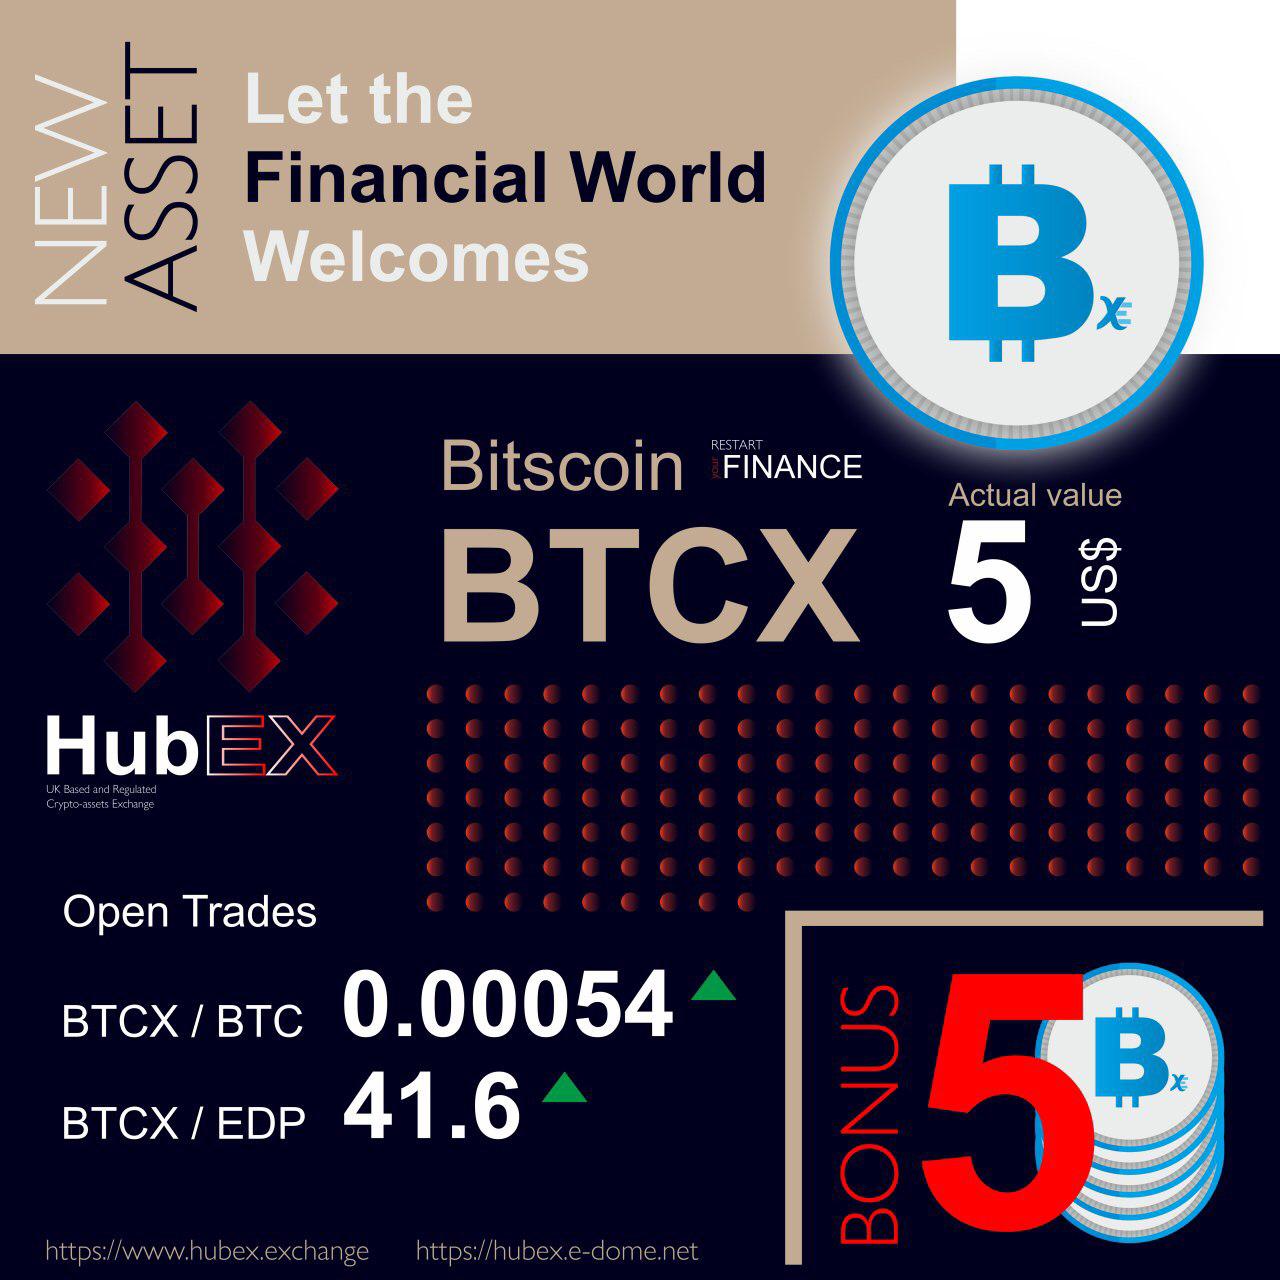 NEW
ASSET
Let the
Financial World
Welcomes
Bitscoin
RESTART
your FINANCE
BTCX
Actual value
5
US$
HubEX
UK Based and Regulated
Crypto-assets Exchange
Open Trades
BTCX / BTC 0.00054
BTCX / EDP 41.6
BONUS
5
https://www.hubex.exchange https://hubex.e-dome.net